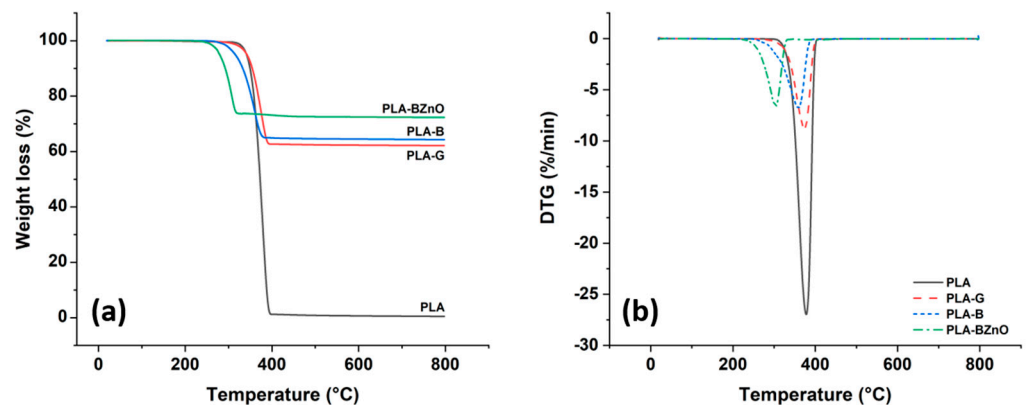 100
80
60
40
20
0
Weight loss (%)
PLA-BZnO
PLA-B
PLA-G
PLA
(a)
0 200 400 600 800
Temperature (°C)
0
-5
-10
-15
-20
-25
-30
DTG (%/min)
(b)
PLA
PLA-G
PLA-B
PLA-BZnO
0 200 400 600 800
Temperature (°C)